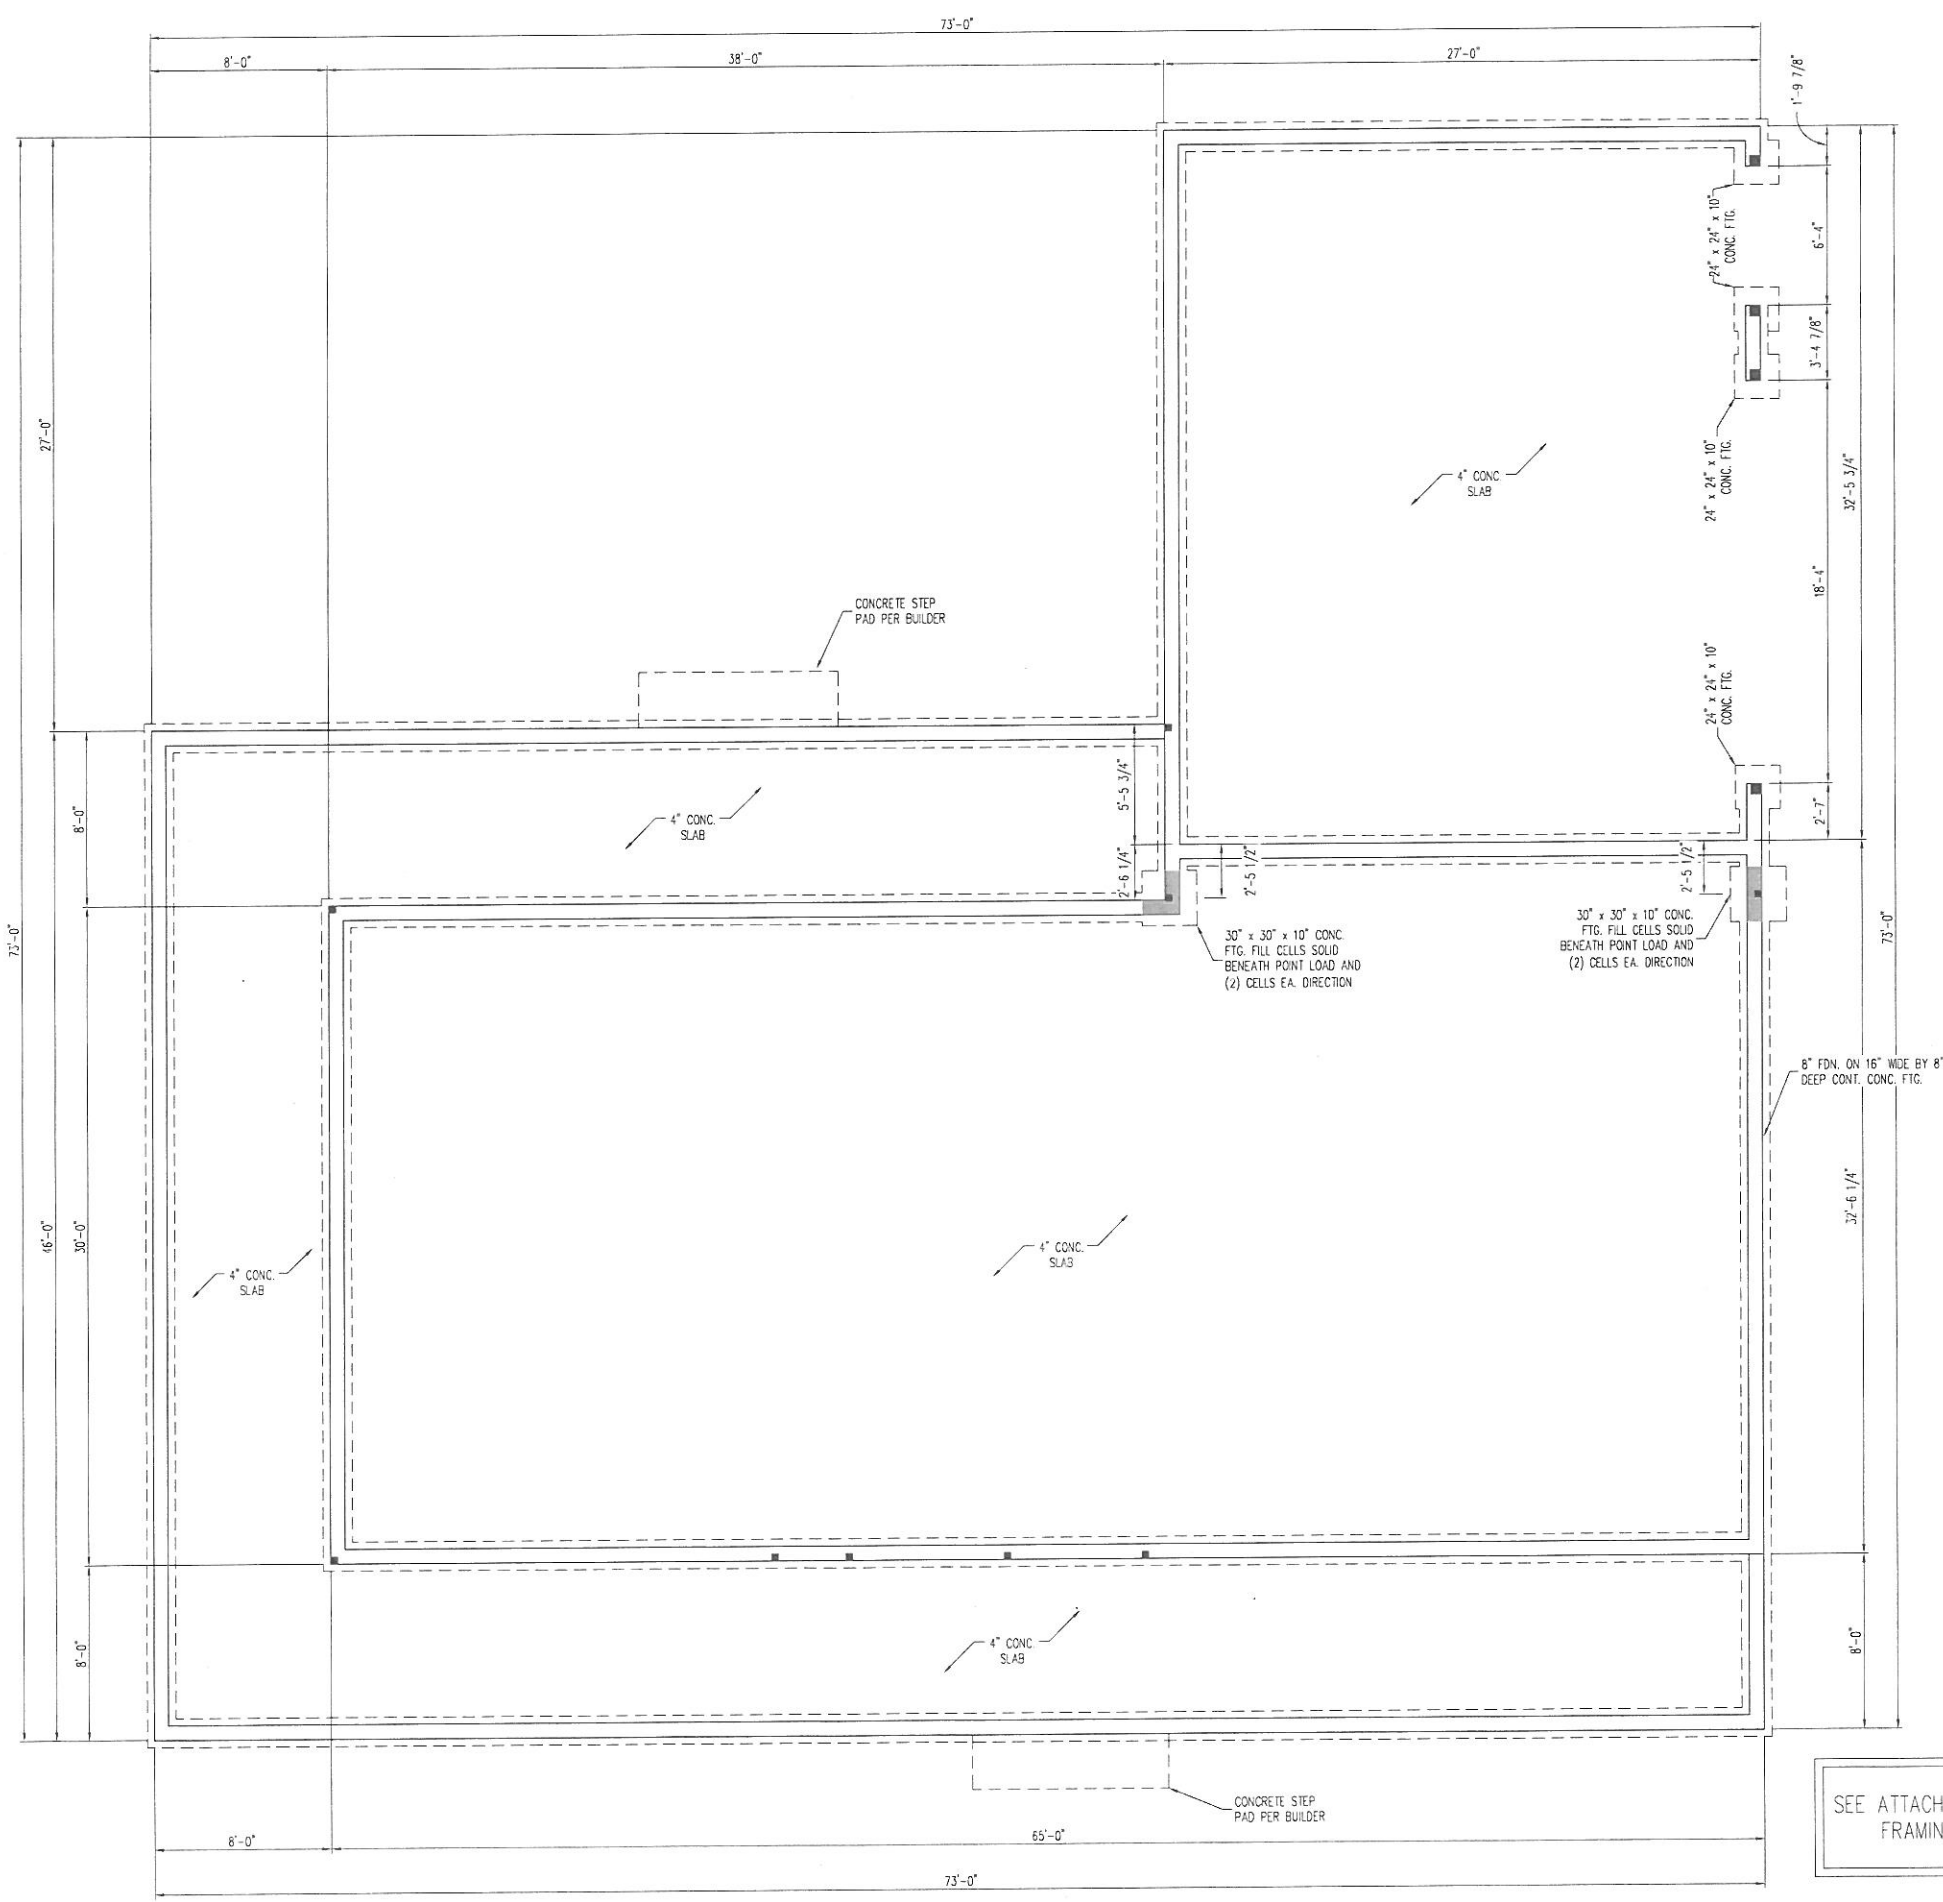 73'-0"
8'-0"
38'-0"
27'-0"
1'-9 7/8"
24" x 24" x 10"
CONC. FTG.
6'-4"
3'-4 7/8"
27'-0"
24" x 24" x 10"
CONC. FTG.
32'-5 3/4"
4" CONC
SLAB
18'-4"
CONCRETE STEP
PAD PER BUILDER
24" x 24" x 10"
CONC. FTG.
8'-0"
5'-5 3/4"
4" CONC.
SLAB
2'-7"
2'-6 1/4"
2'-5 1/2"
2'-5 1/2"
73'-0"
73'-0"
30" x 30" x 10" CONC.
FTG. FILL CELLS SOLID
BENEATH POINT LOAD AND
(2) CELLS EA. DIRECTION
30" x 30" x 10" CONC.
FTG. FILL CELLS SOLID
BENEATH POINT LOAD AND
(2) CELLS EA. DIRECTION
8" FDN. ON 16" WIDE BY 8"
DEEP CONT. CONC. FTG.
46'-0"
30'-0"
32'-6 1/4"
4" CONC.
SLAB
4" CONC.
SLAB
8'-0"
4" CONC.
SLAB
8'-0"
CONCRETE STEP
PAD PER BUILDER
SEE ATTACH
FRAMIN
8'-0"
65'-0"
73'-0"